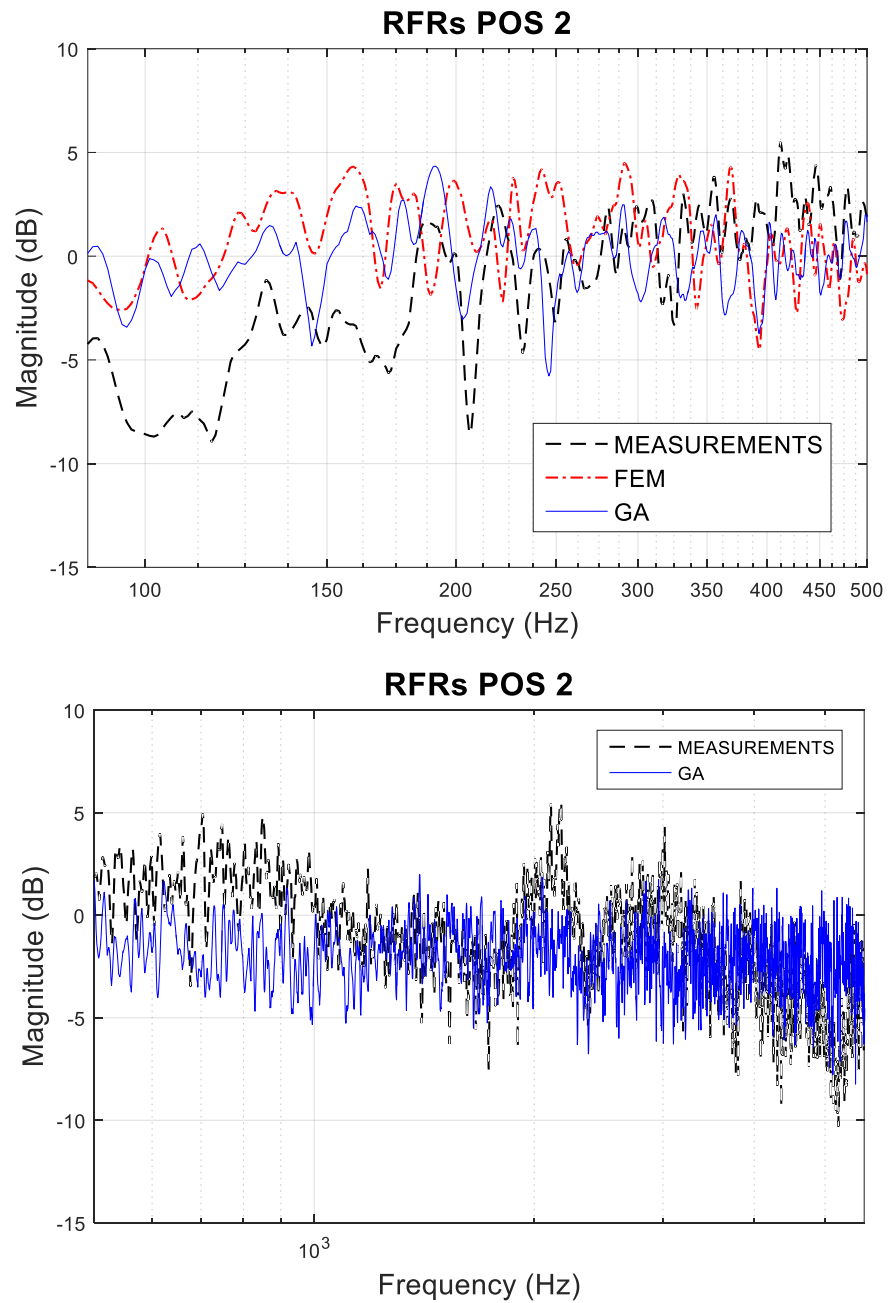 RFRs POS 2
10
5
0
-5
-10
-15
Magnitude (dB)
MEASUREMENTS
FEM
GA
100 150 200 250 300 350 400 450 500
Frequency (Hz)
RFRs POS 2
10
5
0
-5
-10
-15
Magnitude (dB)
MEASUREMENTS
GA
10³
Frequency (Hz)